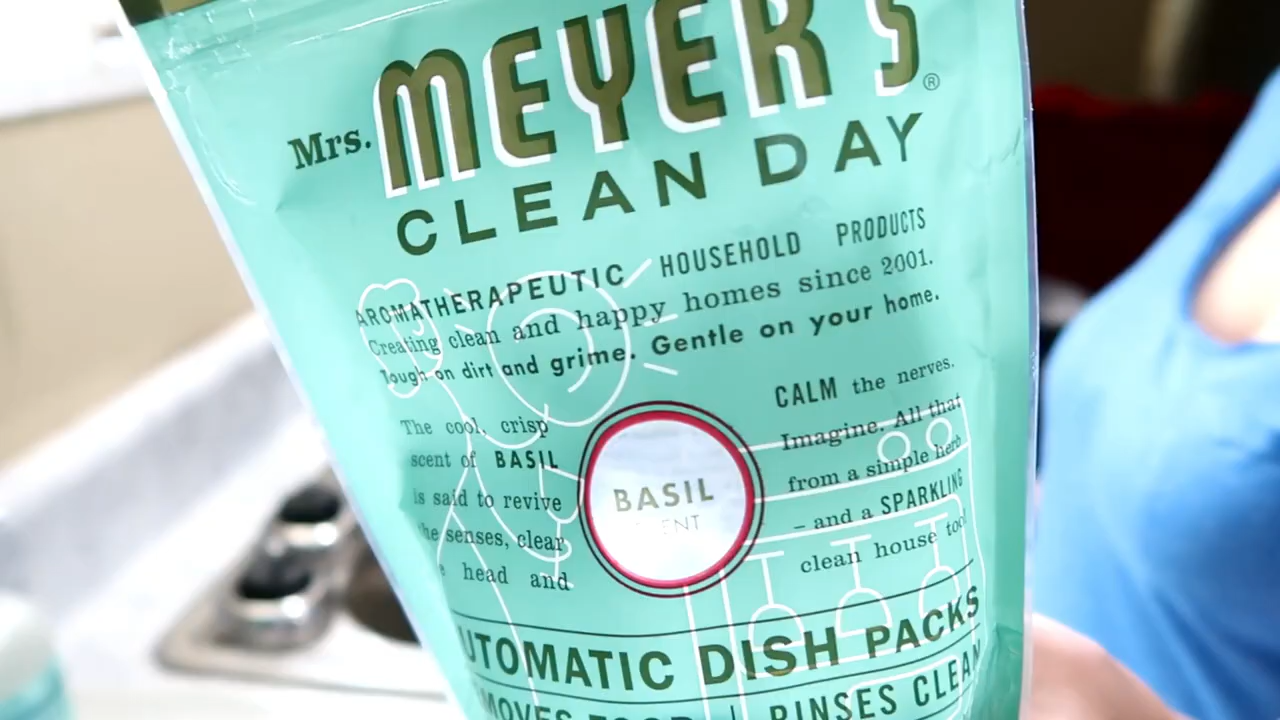 Mrs. MEYER'S®
CLEAN DAY
AROMATHERAPEUTIC HOUSEHOLD PRODUCTS
Creating clean and happy homes since 2001.
Tough on dirt and grime. Gentle on your home.
The cool, crisp
scent of BASIL
is said to revive
the senses, clear
head and
BASIL
CALM the nerves.
Imagine. All that
from a simple herb
– and a SPARKLING
clean house too!
UTOMATIC DISH PACKS
MOVES FOOD | RINSES CLEAN